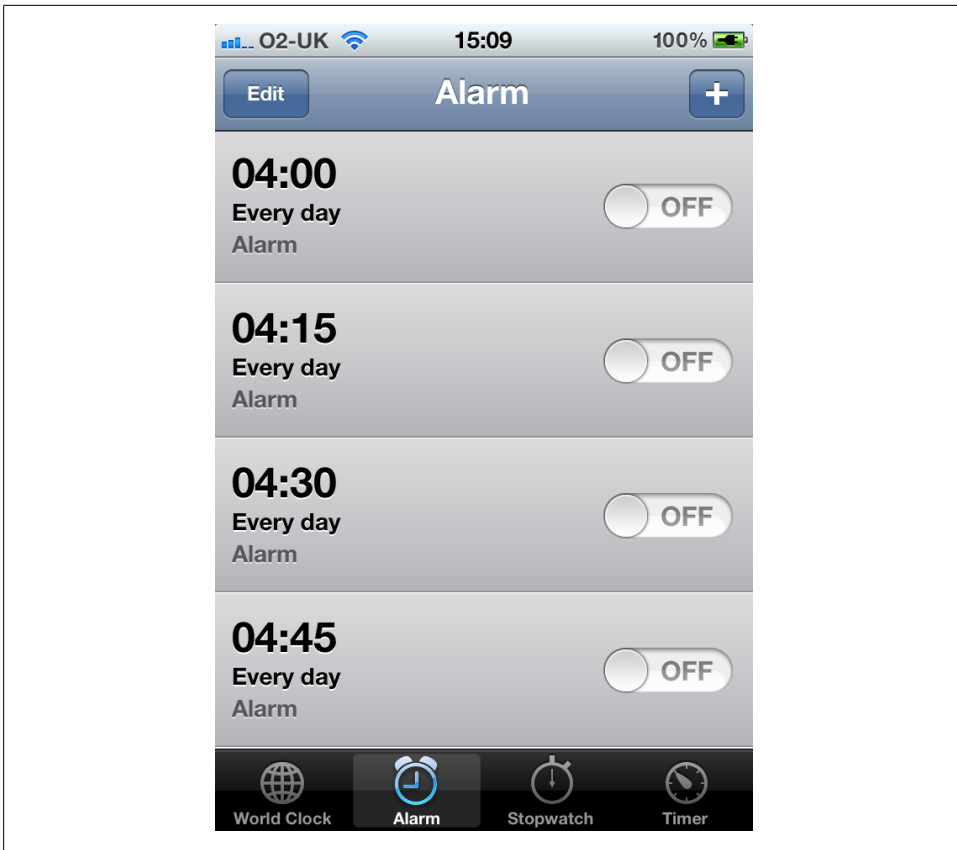 O2-UK 15:09 100%
Edit Alarm +
04:00
Every day
Alarm
OFF
04:15
Every day
Alarm
OFF
04:30
Every day
Alarm
OFF
04:45
Every day
Alarm
OFF
World Clock Alarm Stopwatch Timer